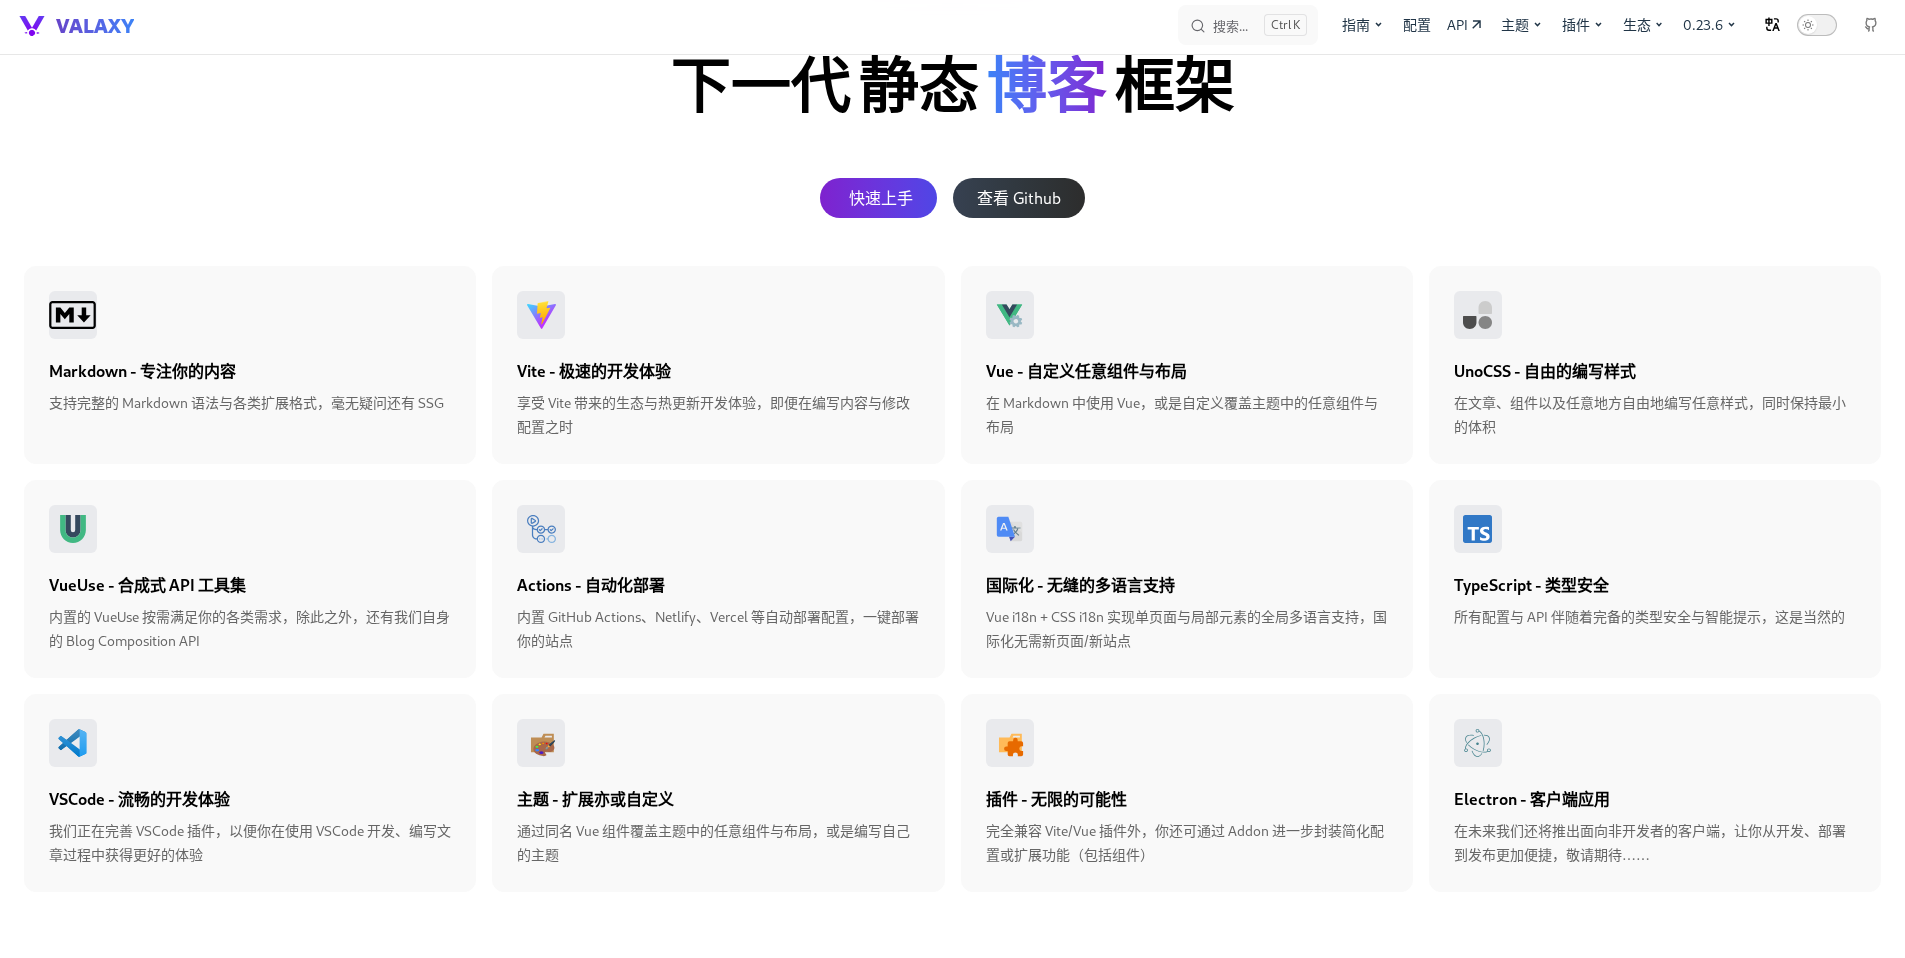 VALAXY
搜索...
Ctrl K
指南
配置
API
主题
插件
生态
0.23.6
下一代 静态 博客 框架
快速上手
查看 Github
Markdown - 专注你的内容
支持完整的 Markdown 语法与各类扩展格式，毫无疑问还有 SSG
Vite - 极速的开发体验
享受 Vite 带来的生态与热更新开发体验，即便在编写内容与修改
配置之时
Vue - 自定义任意组件与布局
在 Markdown 中使用 Vue，或是自定义覆盖主题中的任意组件与
布局
UnoCSS - 自由的编写样式
在文章、组件以及任意地方自由地编写任意样式，同时保持最小
的体积
VueUse - 合成式 API 工具集
内置的 VueUse 按需满足你的各类需求，除此之外，还有我们自身
的 Blog Composition API
Actions - 自动化部署
内置 GitHub Actions、Netlify、Vercel 等自动部署配置，一键部署
你的站点
国际化 - 无缝的多语言支持
Vue i18n + CSS i18n 实现单页面与局部元素的全局多语言支持，国
际化无需新页面/新站点
TS
TypeScript - 类型安全
所有配置与 API 伴随着完备的类型安全与智能提示，这是当然的
VSCode - 流畅的开发体验
我们正在完善 VSCode 插件，以便你在使用 VSCode 开发、编写文
章过程中获得更好的体验
主题 - 扩展亦或自定义
通过同名 Vue 组件覆盖主题中的任意组件与布局，或是编写自己
的主题
插件 - 无限的可能性
完全兼容 Vite/Vue 插件外，你还可通过 Addon 进一步封装简化配
置或扩展功能（包括组件）
Electron - 客户端应用
在未来我们还将推出面向非开发者的客户端，让你从开发、部署
到发布更加便捷，敬请期待……